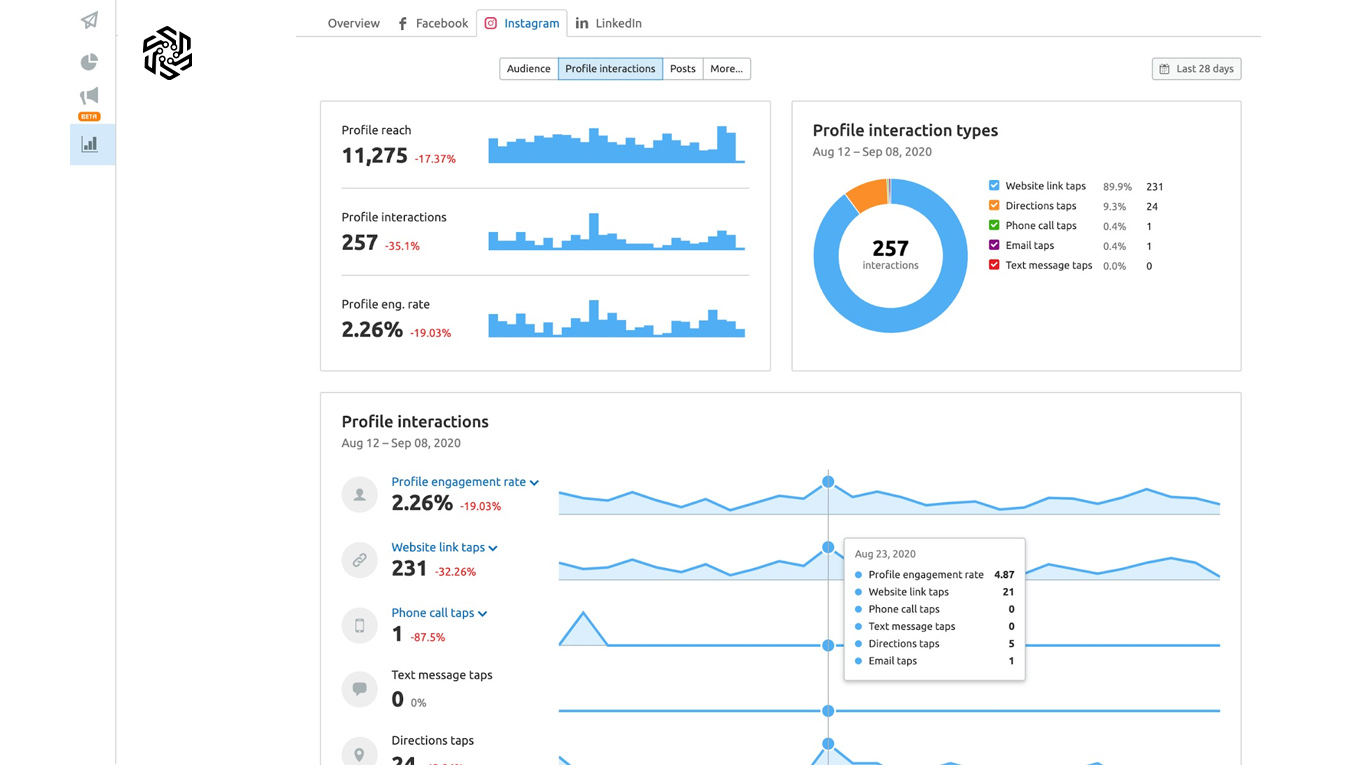 Overview Facebook Instagram LinkedIn
Audience Profile interactions Posts More... Last 28 days
BETA
Profile reach
11,275 -17.37%
Profile interactions
257 -35.1%
Profile eng. rate
2.26% -19.03%
Profile interaction types
Aug 12 – Sep 08, 2020
257
interactions
Website link taps 89.9% 231
Directions taps 9.3% 24
Phone call taps 0.4% 1
Email taps 0.4% 1
Text message taps 0.0% 0
Profile interactions
Aug 12 – Sep 08, 2020
Profile engagement rate
2.26% -19.03%
Website link taps
231 -32.26%
Phone call taps
1 -87.5%
Text message taps
0 0%
Directions taps
24
Aug 23, 2020
Profile engagement rate 4.87
Website link taps 21
Phone call taps 0
Text message taps 0
Directions taps 5
Email taps 1